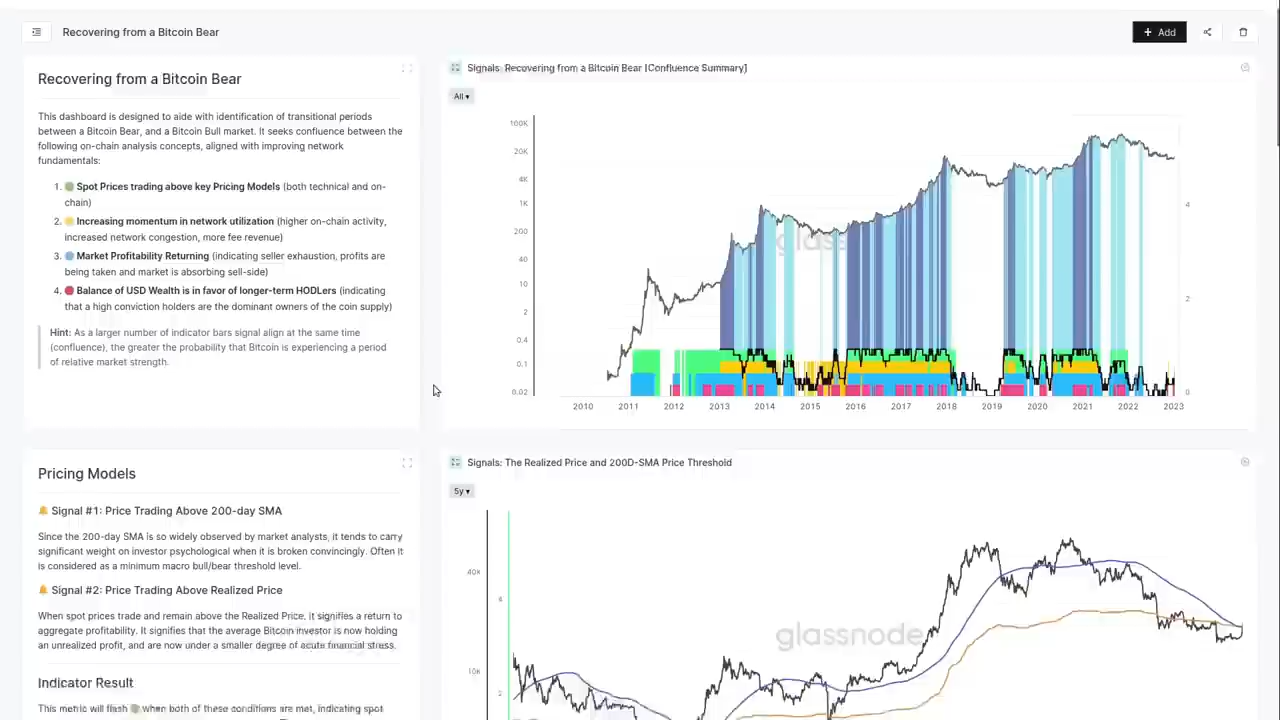 Recovering from a Bitcoin Bear
+ Add
Recovering from a Bitcoin Bear
This dashboard is designed to aide with identification of transitional periods
between a Bitcoin Bear, and a Bitcoin Bull market. It seeks confluence between the
following on-chain analysis concepts, aligned with improving network
fundamentals:
1. Spot Prices trading above key Pricing Models (both technical and on-
chain)
2. Increasing momentum in network utilization (higher on-chain activity,
increased network congestion, more fee revenue)
3. Market Profitability Returning (indicating seller exhaustion, profits are
being taken and market is absorbing sell-side)
4. Balance of USD Wealth is in favor of longer-term HODLers (indicating
that a high conviction holders are the dominant owners of the coin supply)
Hint: As a larger number of indicator bars signal align at the same time
(confluence), the greater the probability that Bitcoin is experiencing a period
of relative market strength.
Signals: Recovering from a Bitcoin Bear [Confluence Summary]
All ▾
100K
20K
4K
1K
200
40
10
2
0.4
0.1
0.02
4
2
0
glass
2010 2011 2012 2013 2014 2015 2016 2017 2018 2019 2020 2021 2022 2023
Pricing Models
Signal #1: Price Trading Above 200-day SMA
Since the 200-day SMA is so widely observed by market analysts, it tends to carry
significant weight on investor psychological when it is broken convincingly. Often it
is considered as a minimum macro bull/bear threshold level.
Signal #2: Price Trading Above Realized Price
When spot prices trade and remain above the Realized Price, it signifies a return to
aggregate profitability. It signifies that the average Bitcoin investor is now holding
an unrealized profit, and are now under a smaller degree of acute financial stress.
Indicator Result
This metric will flash when both of these conditions are met, indicating spot
Signals: The Realized Price and 200D-SMA Price Threshold
5y ▾
40k
10k
4
2
glassnode